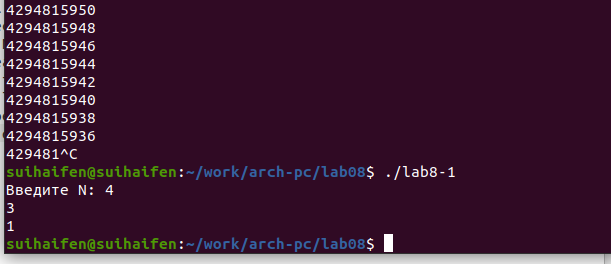 4294815950
4294815948
4294815946
4294815944
4294815942
4294815940
4294815938
4294815936
429481^C
suihaifen@suihaifen:~/work/arch-pc/lab08$ ./lab8-1
Введите N: 4
3
1
suihaifen@suihaifen:~/work/arch-pc/lab08$